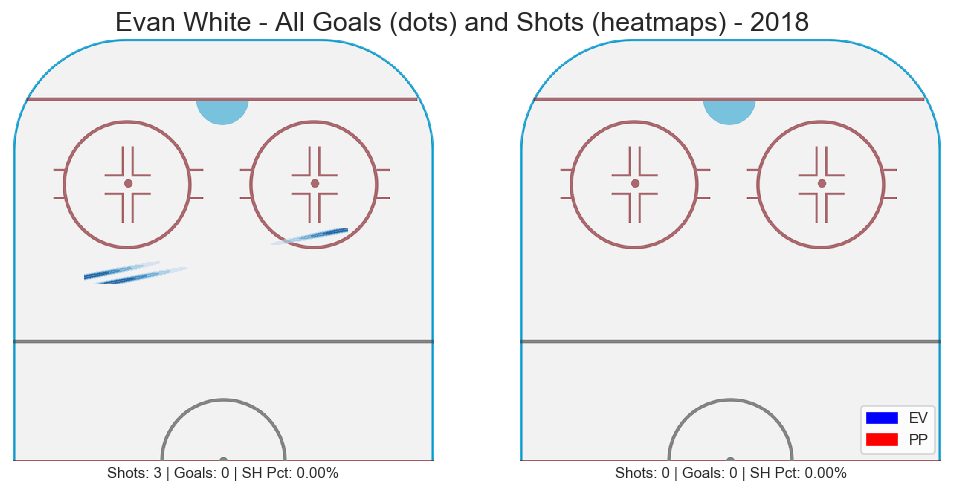 Evan White - All Goals (dots) and Shots (heatmaps) - 2018
EV
PP
Shots: 3 | Goals: 0 | SH Pct: 0.00%
Shots: 0 | Goals: 0 | SH Pct: 0.00%